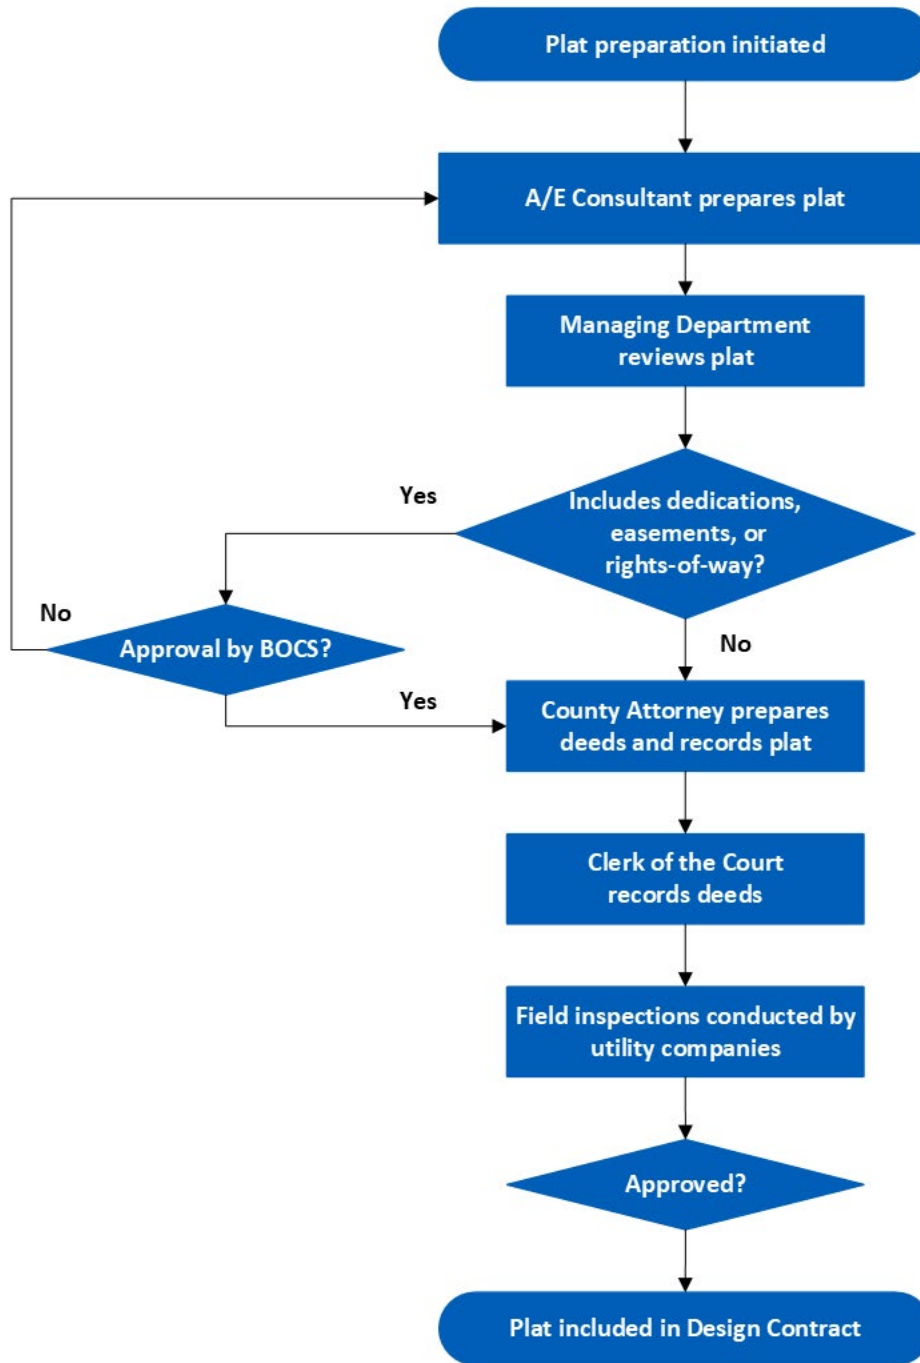 Plat preparation initiated
A/E Consultant prepares plat
Managing Department
reviews plat
Yes
Includes dedications,
easements, or
rights-of-way?
No
Approval by BOCS?
No
Yes
County Attorney prepares
deeds and records plat
Clerk of the Court
records deeds
Field inspections conducted by
utility companies
Approved?
Plat included in Design Contract